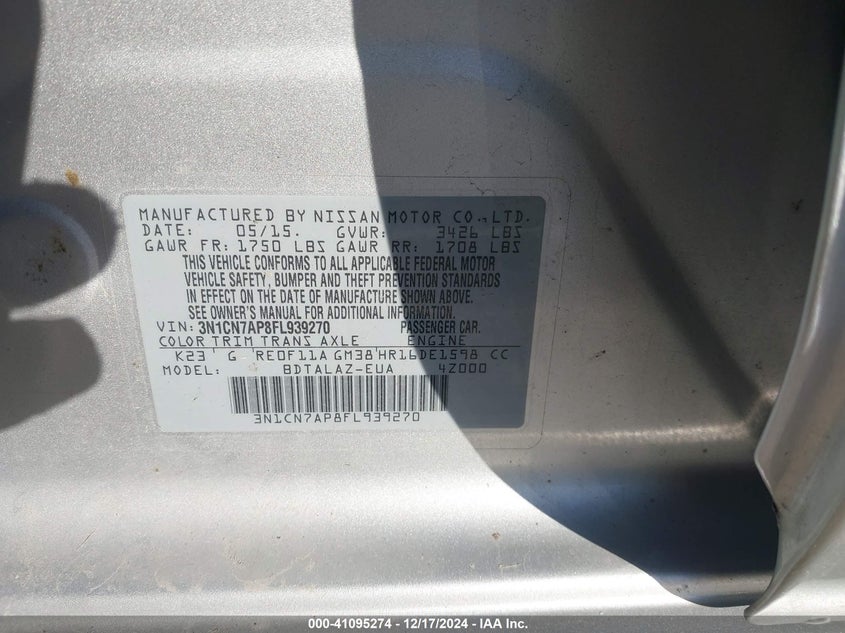 MANUFACTURED BY NISSAN MOTOR CO., LTD.
DATE: 05/15. GVWR: 3426 LBS
GAWR FR: 1750 LBS GAWR RR: 1708 LBS
THIS VEHICLE CONFORMS TO ALL APPLICABLE FEDERAL MOTOR
VEHICLE SAFETY, BUMPER AND THEFT PREVENTION STANDARDS
IN EFFECT ON THE DATE OF MANUFACTURE SHOWN ABOVE.
SEE OWNER'S MANUAL FOR ADDITIONAL INFORMATION.
VIN: 3N1CN7AP8FL939270 PASSENGER CAR.
COLOR TRIM TRANS AXLE ENGINE
K23 ' G ' RE0F11A GM38 ' HR16DE1598 CC
MODEL: BDTALAZ-EUA 4Z000
3N1CN7AP8FL939270
000-41095274 - 12/17/2024 - IAA Inc.